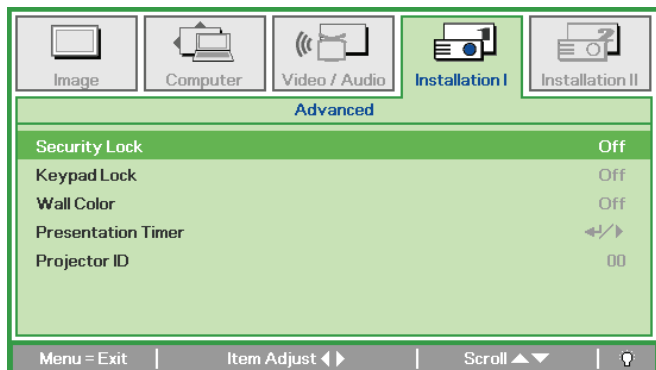 Image
Computer
Video / Audio
Installation I
Installation II
Advanced
Security Lock Off
Keypad Lock Off
Wall Color Off
Presentation Timer
Projector ID 00
Menu = Exit Item Adjust Scroll